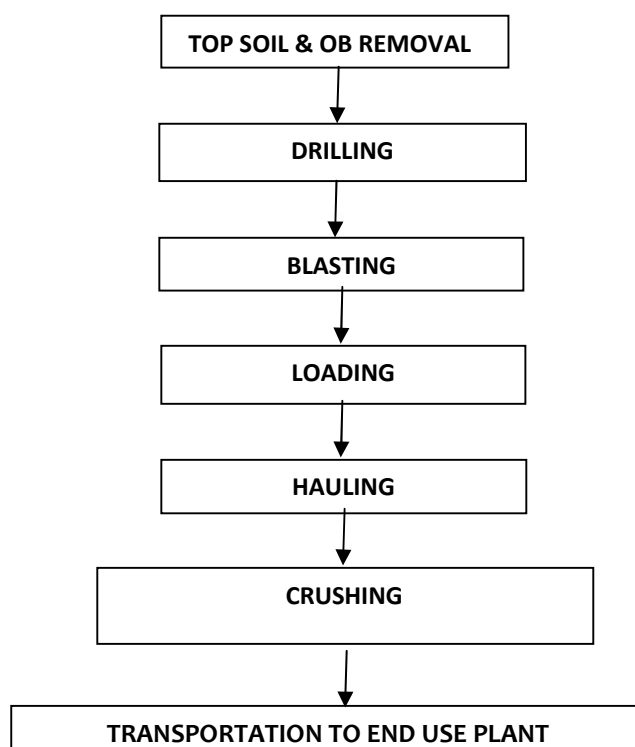 TOP SOIL & OB REMOVAL
DRILLING
BLASTING
LOADING
HAULING
CRUSHING
TRANSPORTATION TO END USE PLANT